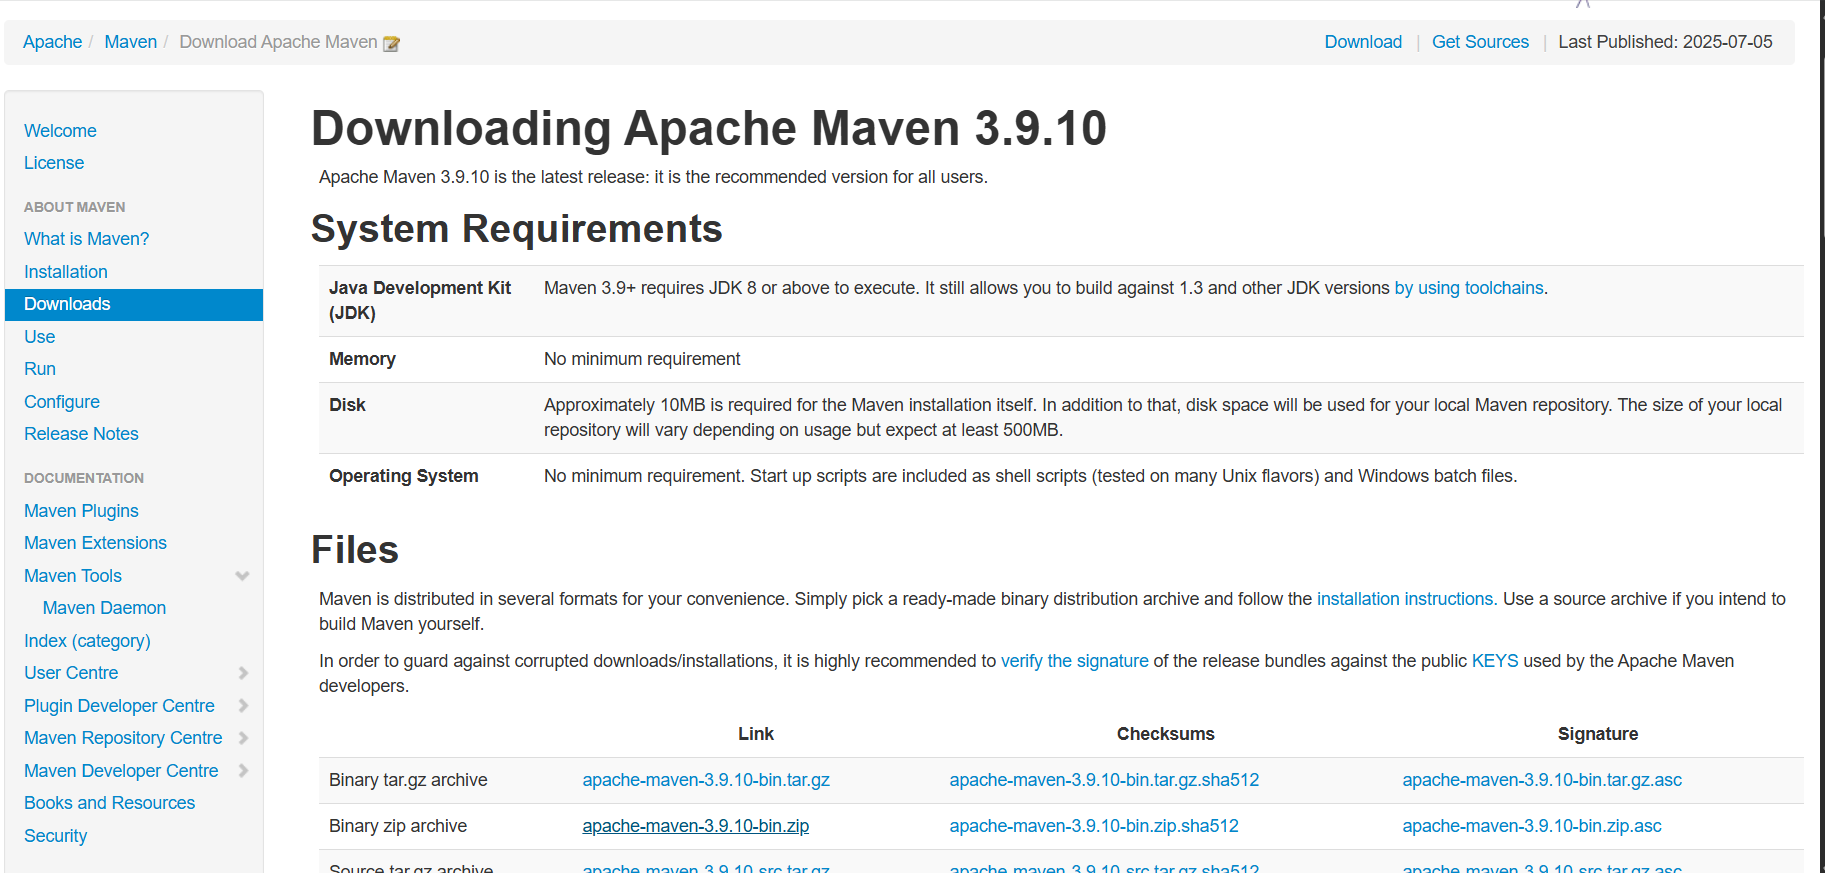 Apache / Maven / Download Apache Maven
Download | Get Sources | Last Published: 2025-07-05
Welcome
License
ABOUT MAVEN
What is Maven?
Installation
Downloads
Use
Run
Configure
Release Notes
DOCUMENTATION
Maven Plugins
Maven Extensions
Maven Tools
Maven Daemon
Index (category)
User Centre
Plugin Developer Centre
Maven Repository Centre
Maven Developer Centre
Books and Resources
Security
Downloading Apache Maven 3.9.10
Apache Maven 3.9.10 is the latest release: it is the recommended version for all users.
System Requirements
Java Development Kit (JDK)
Maven 3.9+ requires JDK 8 or above to execute. It still allows you to build against 1.3 and other JDK versions by using toolchains.
Memory
No minimum requirement
Disk
Approximately 10MB is required for the Maven installation itself. In addition to that, disk space will be used for your local Maven repository. The size of your local
repository will vary depending on usage but expect at least 500MB.
Operating System
No minimum requirement. Start up scripts are included as shell scripts (tested on many Unix flavors) and Windows batch files.
Files
Maven is distributed in several formats for your convenience. Simply pick a ready-made binary distribution archive and follow the installation instructions. Use a source archive if you intend to
build Maven yourself.
In order to guard against corrupted downloads/installations, it is highly recommended to verify the signature of the release bundles against the public KEYS used by the Apache Maven
developers.
Link Checksums Signature
Binary tar.gz archive apache-maven-3.9.10-bin.tar.gz apache-maven-3.9.10-bin.tar.gz.sha512 apache-maven-3.9.10-bin.tar.gz.asc
Binary zip archive apache-maven-3.9.10-bin.zip apache-maven-3.9.10-bin.zip.sha512 apache-maven-3.9.10-bin.zip.asc
Source tar.gz archive apache-maven-3.9.10-src.tar.gz apache-maven-3.9.10-src.tar.gz.sha512 apache-maven-3.9.10-src.tar.gz.asc